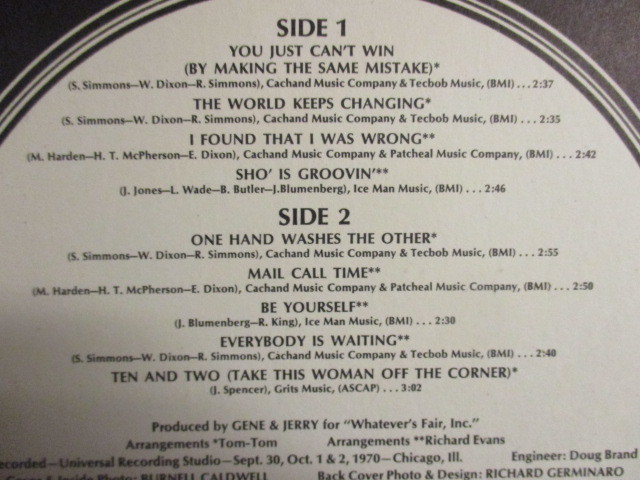 SIDE 1
YOU JUST CAN'T WIN
(BY MAKING THE SAME MISTAKE)*
(S. Simmons—W. Dixon—R. Simmons), Cachand Music Company & Tecbob Music, (BMI) . . . 2:37
THE WORLD KEEPS CHANGING*
(S. Simmons—W. Dixon—R. Simmons), Cachand Music Company & Tecbob Music, (BMI) . . . 2:35
I FOUND THAT I WAS WRONG**
(M. Harden—H. T. McPherson—E. Dixon), Cachand Music Company & Patcheal Music Company, (BMI) . . . 2:42
SHO' IS GROOVIN'**
(J. Jones—L. Wade—B. Butler—J.Blumenberg), Ice Man Music, (BMI) . . . 2:46
SIDE 2
ONE HAND WASHES THE OTHER*
(S. Simmons—W. Dixon—R. Simmons), Cachand Music Company & Tecbob Music, (BMI) . . . 2:55
MAIL CALL TIME**
(M. Harden—H. T. McPherson—E. Dixon), Cachand Music Company & Patcheal Music Company, (BMI) . . . 2:50
BE YOURSELF**
(J. Blumenberg—R. King), Ice Man Music, (BMI) . . . 2:30
EVERYBODY IS WAITING**
(S. Simmons—W. Dixon—R. Simmons), Cachand Music Company & Tecbob Music, (BMI) . . . 2:40
TEN AND TWO (TAKE THIS WOMAN OFF THE CORNER)*
(J. Spencer), Grits Music, (ASCAP) . . . 3:02
Produced by GENE & JERRY for "Whatever's Fair, Inc."
Arrangements *Tom-Tom Arrangements **Richard Evans
ecorded—Universal Recording Studio—Sept. 30, Oct. 1 & 2, 1970—Chicago, Ill. Engineer: Doug Brand
& Inside Photo: BURNELL CALDWELL Back Cover Photo & Design: RICHARD GERMINARO